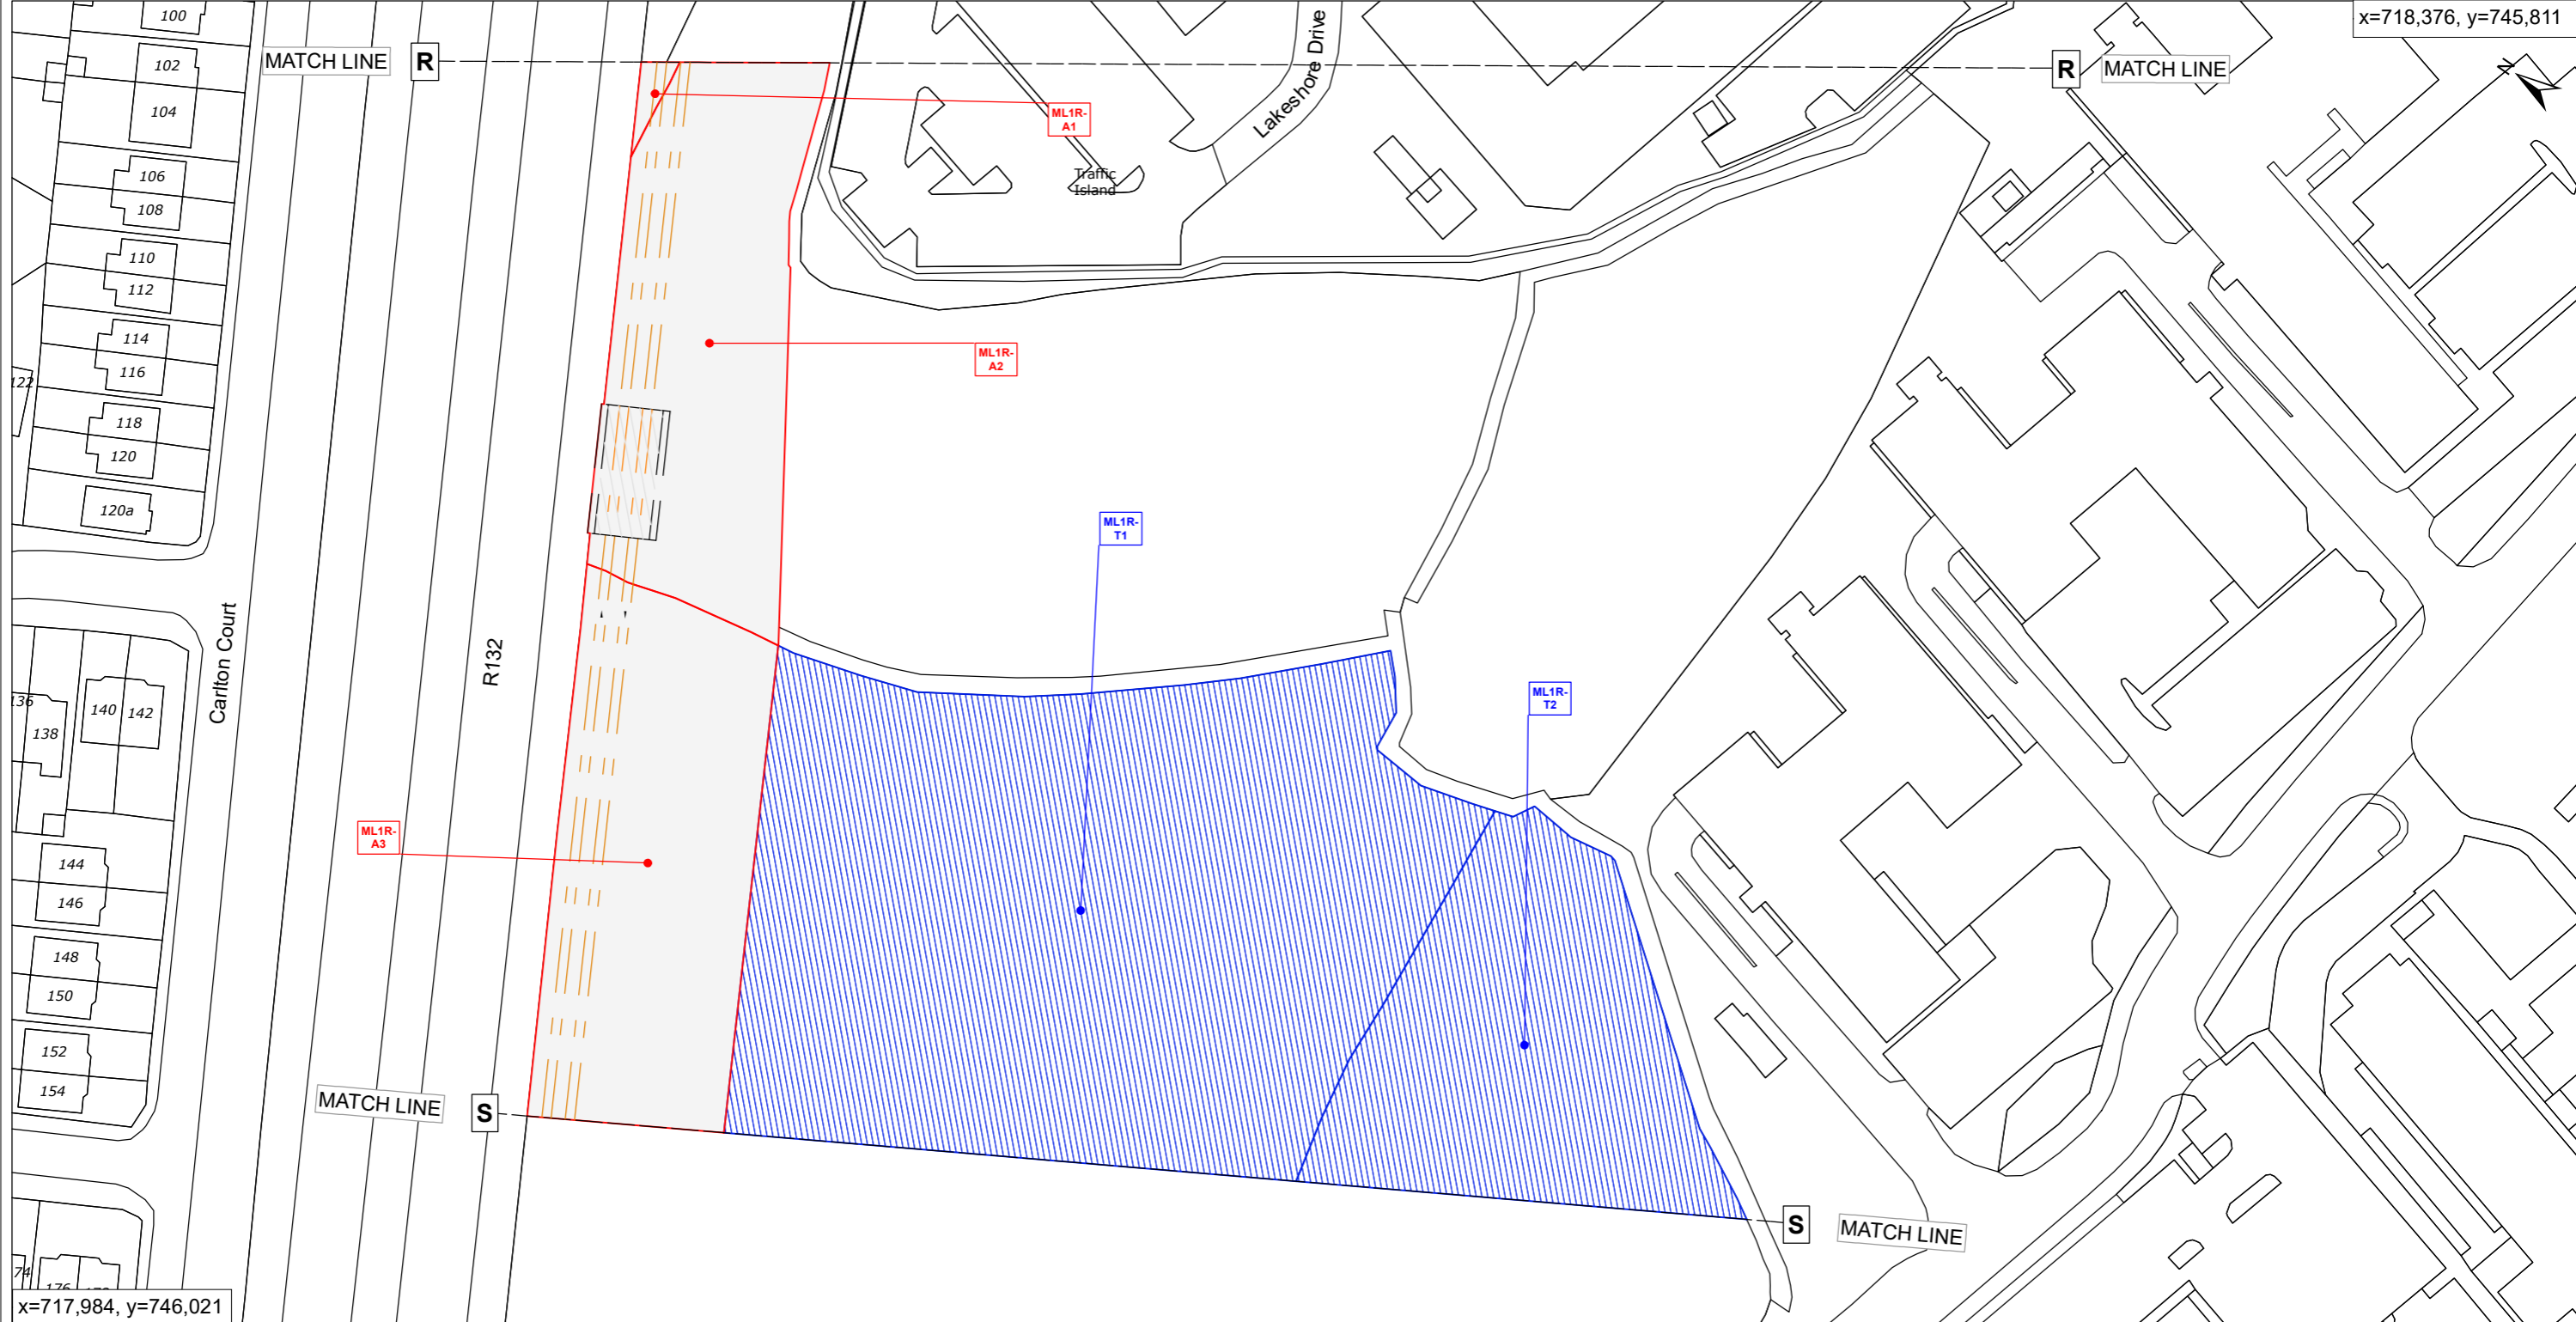 100
x=718,376, y=745,811
MATCH LINE
R
R
MATCH LINE
N
102
104
Lakeshore Drive
ML1R-
A1
106
Traffic
Island
108
110
112
114
ML1R-
A2
116
122
118
120
120a
ML1R-
T1
Carlton Court
R132
136
138
140
142
ML1R-
T2
ML1R-
A3
144
146
148
150
152
154
MATCH LINE
S
S
MATCH LINE
74
176
x=717,984, y=746,021